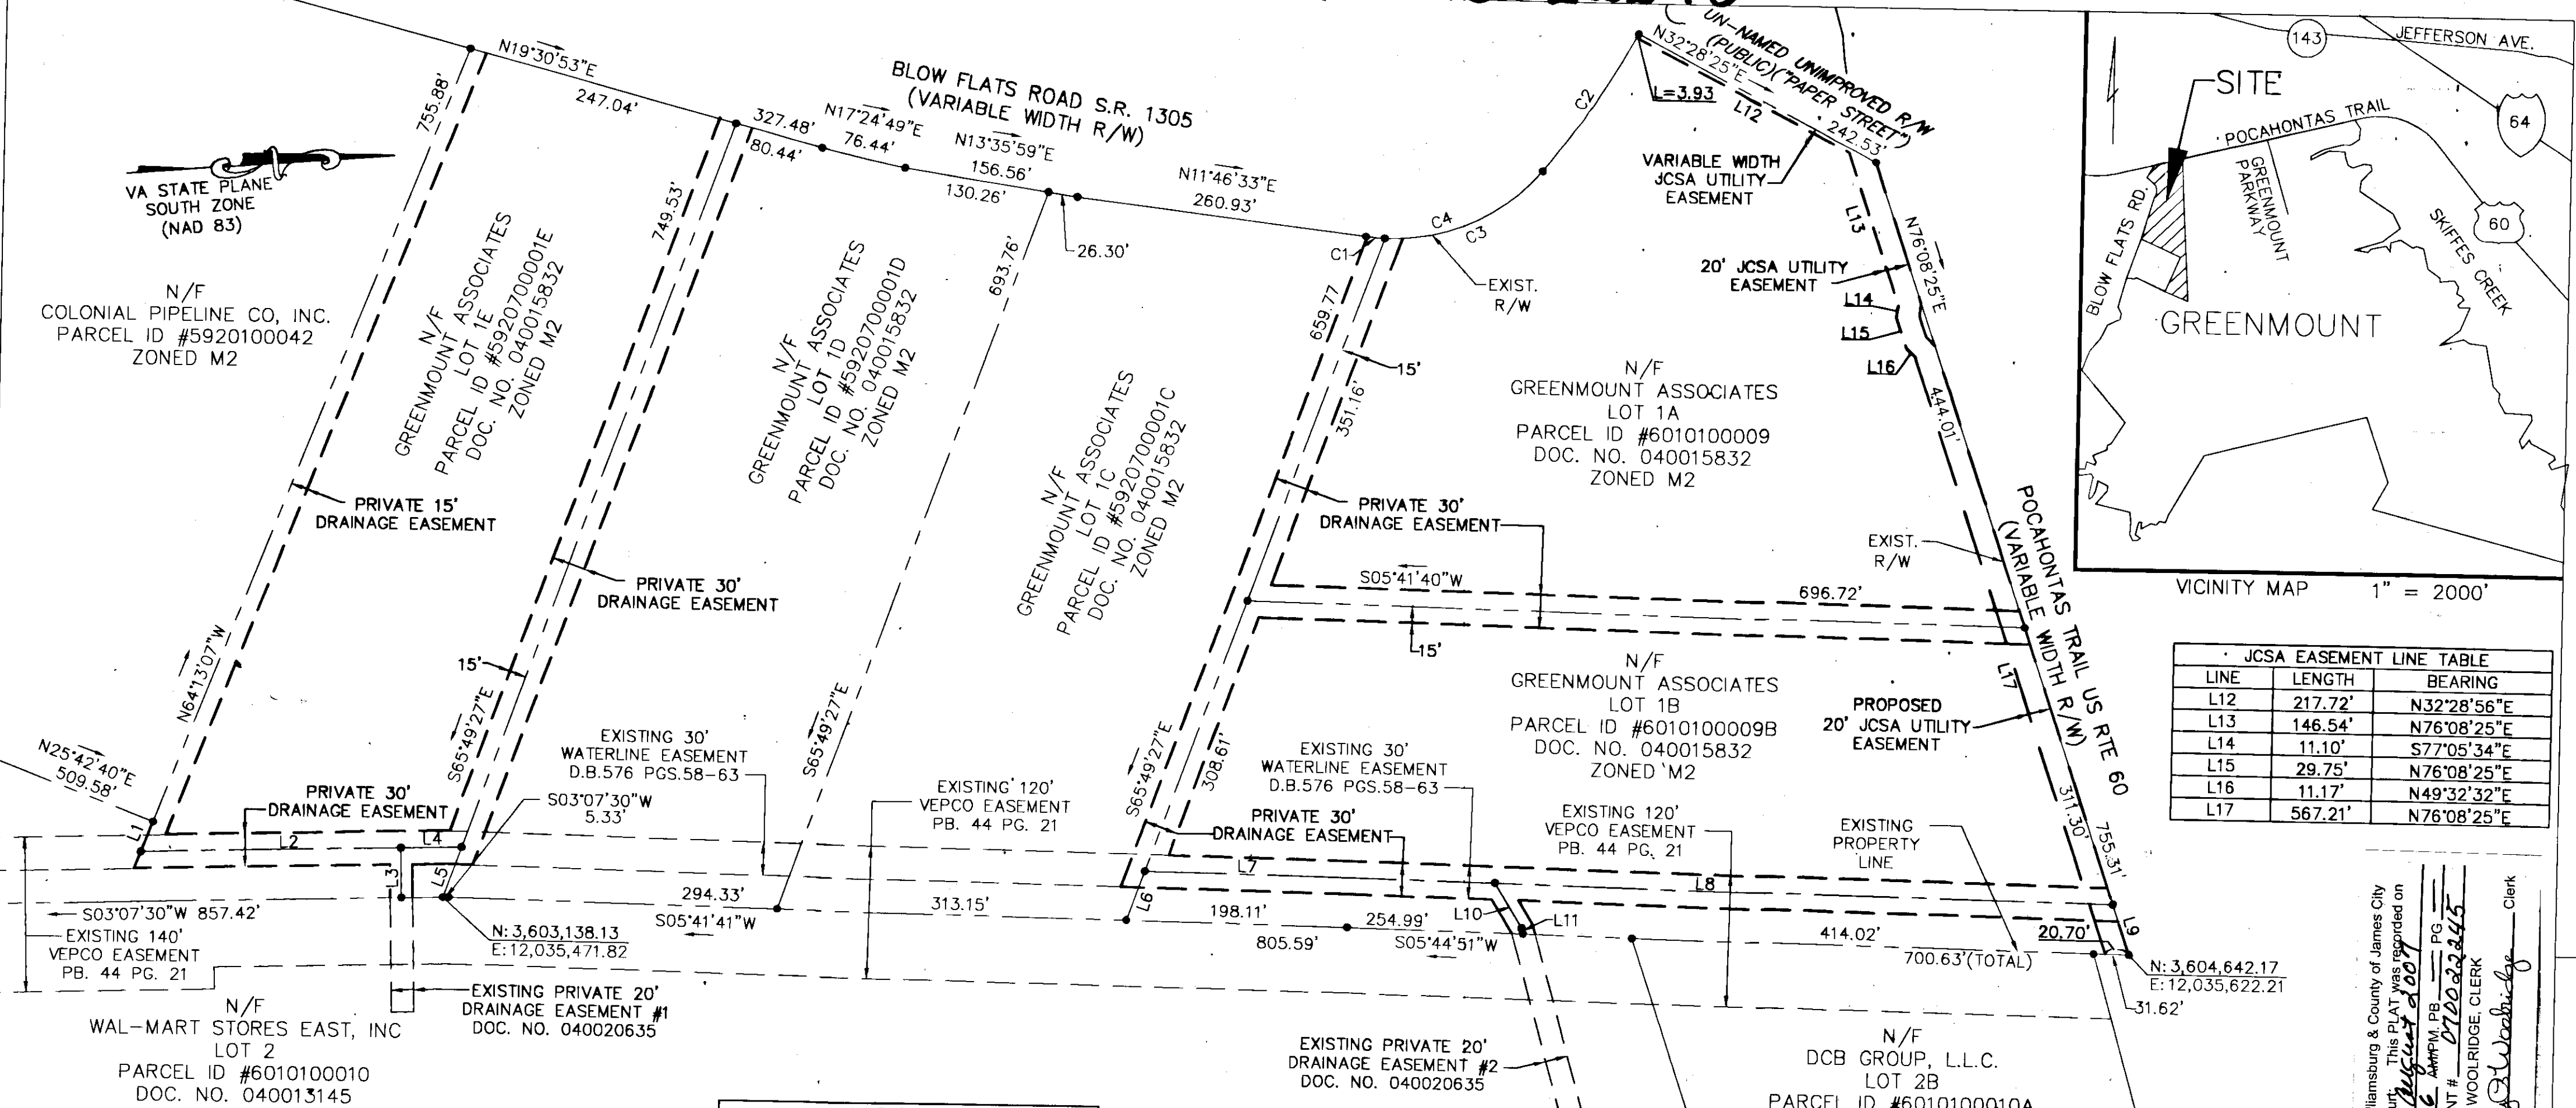 N19°30'53"E
247.04'
755.88'
BLOW FLATS ROAD S.R. 1305
(VARIABLE WIDTH R/W)
327.48'
80.44'
N17°24'49"E
76.44'
N13°35'59"E
156.56'
130.26'
26.30'
N11°46'33"E
260.93'
C1
C4
C3
C2
EXIST.
R/W
UN-NAMED UNIMPROVED R/W
(PUBLIC)("PAPER STREET")
N32°28'25"E
242.53'
L=3.93
L12
VARIABLE WIDTH
JCSA UTILITY
EASEMENT
L13
N76°08'25"E
20' JCSA UTILITY
EASEMENT
L14
L15
L16
444.01'
VA STATE PLANE
SOUTH ZONE
(NAD 83)
N/F
COLONIAL PIPELINE CO, INC.
PARCEL ID #5920100042
ZONED M2
N/F
GREENMOUNT ASSOCIATES
LOT 1E
PARCEL ID #5920700001E
DOC. NO. 040015832
ZONED M2
749.53'
N/F
GREENMOUNT ASSOCIATES
LOT 1D
PARCEL ID #5920700001D
DOC. NO. 040015832
ZONED M2
693.76'
N/F
GREENMOUNT ASSOCIATES
LOT 1C
PARCEL ID #5920700001C
DOC. NO. 040015832
ZONED M2
659.77
351.16'
15'
N/F
GREENMOUNT ASSOCIATES
LOT 1A
PARCEL ID #6010100009
DOC. NO. 040015832
ZONED M2
PRIVATE 15'
DRAINAGE EASEMENT
PRIVATE 30'
DRAINAGE EASEMENT
PRIVATE 30'
DRAINAGE EASEMENT
EXIST.
R/W
POCAHONTAS TRAIL US RTE 60
(VARIABLE WIDTH R/W)
S05°41'40"W
696.72'
15'
15'
N64°13'07"W
S65°49'27"E
S65°49'27"E
S65°49'27"E
308.61'
N/F
GREENMOUNT ASSOCIATES
LOT 1B
PARCEL ID #6010100009B
DOC. NO. 040015832
ZONED M2
L17
PROPOSED
20' JCSA UTILITY
EASEMENT
311.30'
755.31'
N25°42'40"E
509.58'
PRIVATE 30'
DRAINAGE EASEMENT
EXISTING 30'
WATERLINE EASEMENT
D.B.576 PGS.58-63
S03°07'30"W
5.33'
EXISTING 120'
VEPCO EASEMENT
PB. 44 PG. 21
EXISTING 30'
WATERLINE EASEMENT
D.B.576 PGS.58-63
PRIVATE 30'
DRAINAGE EASEMENT
EXISTING 120'
VEPCO EASEMENT
PB. 44 PG. 21
EXISTING
PROPERTY
LINE
L1
L2
L4
L3
L5
L6
L7
L8
L9
L10
L11
S03°07'30"W 857.42'
294.33'
S05°41'41"W
313.15'
198.11'
254.99'
805.59'
S05°44'51"W
414.02'
700.63'(TOTAL)
20.70'
31.62'
N: 3,603,138.13
E: 12,035,471.82
N: 3,604,642.17
E: 12,035,622.21
EXISTING 140'
VEPCO EASEMENT
PB. 44 PG. 21
EXISTING PRIVATE 20'
DRAINAGE EASEMENT #1
DOC. NO. 040020635
N/F
WAL-MART STORES EAST, INC
LOT 2
PARCEL ID #6010100010
DOC. NO. 040013145
EXISTING PRIVATE 20'
DRAINAGE EASEMENT #2
DOC. NO. 040020635
N/F
DCB GROUP, L.L.C.
LOT 2B
PARCEL ID #6010100010A
143
JEFFERSON AVE.
SITE
64
POCAHONTAS TRAIL
GREENMOUNT
PARKWAY
60
SKIFFES CREEK
BLOW FLATS RD.
GREENMOUNT
VICINITY MAP 1" = 2000'
JCSA EASEMENT LINE TABLE
LINE LENGTH BEARING
L12 217.72' N32°28'56"E
L13 146.54' N76°08'25"E
L14 11.10' S77°05'34"E
L15 29.75' N76°08'25"E
L16 11.17' N49°32'32"E
L17 567.21' N76°08'25"E
liamsburg & County of James City
urt: This PLAT was recorded on
August 2007
6 AM/PM. PB PG
NT # 070022245
WOOLRIDGE, CLERK
Clerk